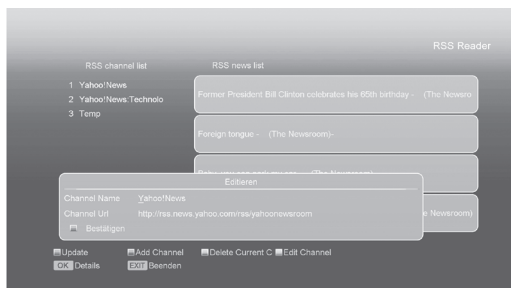 RSS Reader
RSS channel list
RSS news list
1 Yahoo!News
2 Yahoo!News:Technolo
3 Temp
Former President Bill Clinton celebrates his 65th birthday - (The Newsro
Foreign tongue - (The Newsroom)-
(The Newsroom)
Editieren
Channel Name Yahoo!News
Channel Url http://rss.news.yahoo.com/rss/yahoonewsroom
e Newsroom)
Bestätigen
Update Add Channel Delete Current C Edit Channel
OK Details EXIT Beenden